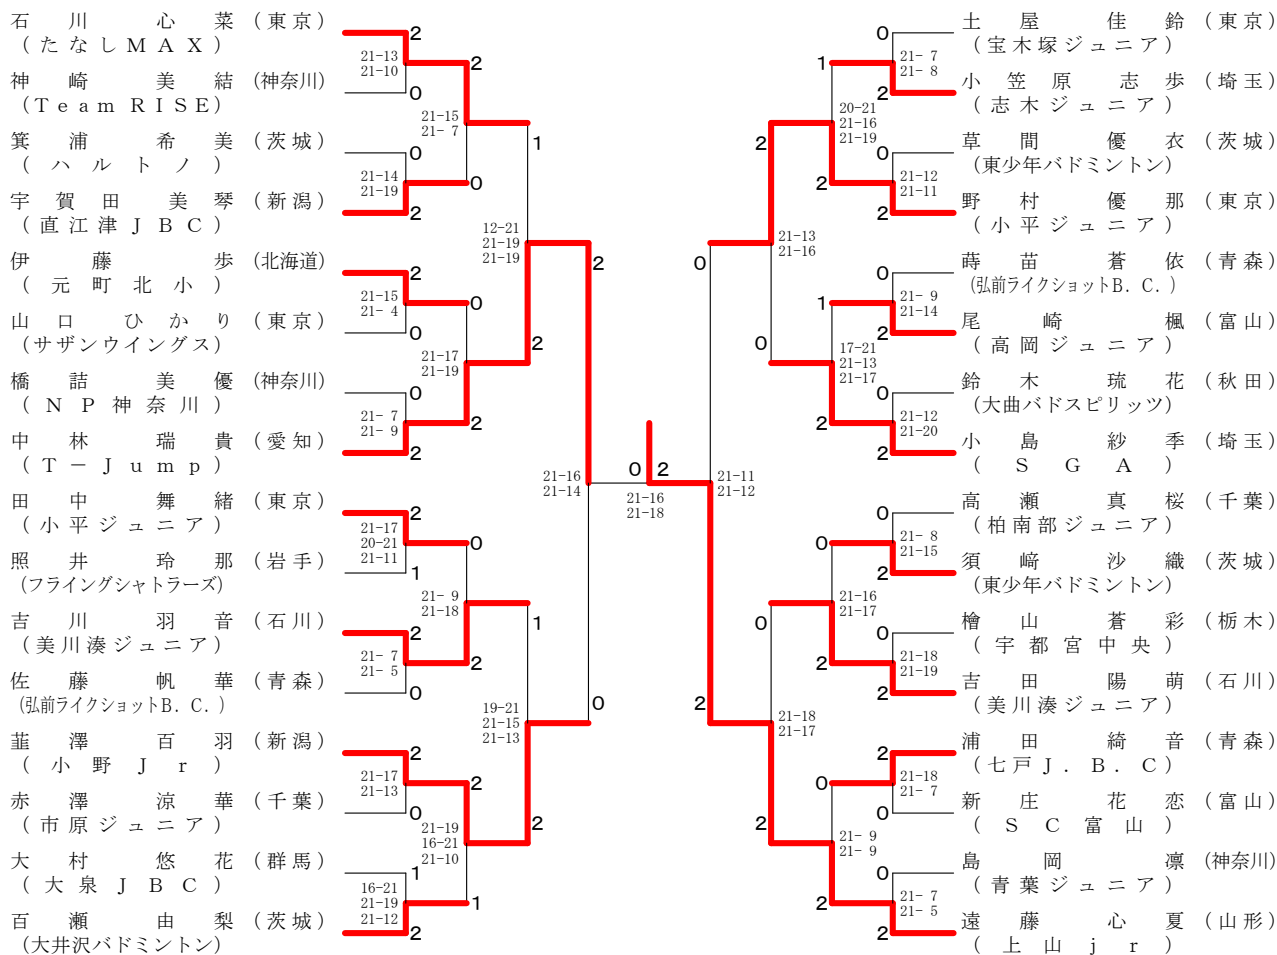 石川心菜(東京)
(たなしMAX)
2
21-13
21-10
2
神崎美結(神奈川)
(Team RISE)
0
21-15
21- 7
1
箕浦希美(茨城)
(ハルトノ)
0
21-14
21-19
0
宇賀田美琴(新潟)
(直江津JBC)
2
12-21
21-19
21-19
2
伊藤歩(北海道)
(元町北小)
2
21-15
21- 4
0
山口ひかり(東京)
(サザンウイングス)
0
21-17
21-19
2
橋詰美優(神奈川)
(NP神奈川)
0
21- 7
21- 9
2
中林瑞貴(愛知)
(T-Jump)
2
21-16
21-14
0
田中舞緒(東京)
(小平ジュニア)
2
21-17
20-21
21-11
0
照井玲那(岩手)
(フライングシャトラーズ)
1
21- 9
21-18
1
吉川羽音(石川)
(美川湊ジュニア)
2
21- 7
21- 5
2
佐藤帆華(青森)
(弘前ライクショットB.C.)
0
19-21
21-15
21-13
0
韮澤百羽(新潟)
(小野Jr)
2
21-17
21-13
2
赤澤涼華(千葉)
(市原ジュニア)
0
21-19
16-21
21-10
2
大村悠花(群馬)
(大泉JBC)
1
16-21
21-19
21-12
1
百瀬由梨(茨城)
(大井沢バドミントン)
2
2
21-16
21-18
土屋佳鈴(東京)
(宝木塚ジュニア)
0
21- 7
21- 8
1
小笠原志歩(埼玉)
(志木ジュニア)
2
20-21
21-16
21-19
2
草間優衣(茨城)
(東少年バドミントン)
0
21-12
21-11
2
野村優那(東京)
(小平ジュニア)
2
21-13
21-16
0
蒔苗蒼依(青森)
(弘前ライクショットB.C.)
0
21- 9
21-14
1
尾崎楓(富山)
(高岡ジュニア)
2
17-21
21-13
21-17
0
鈴木琉花(秋田)
(大曲バドスピリッツ)
0
21-12
21-20
2
小島紗季(埼玉)
(SGA)
2
21-11
21-12
高瀬真桜(千葉)
(柏南部ジュニア)
0
21- 8
21-15
0
須﨑沙織(茨城)
(東少年バドミントン)
2
21-16
21-17
0
檜山蒼彩(栃木)
(宇都宮中央)
0
21-18
21-19
2
吉田陽萌(石川)
(美川湊ジュニア)
2
21-18
21-17
2
浦田綺音(青森)
(七戸J.B.C)
2
21-18
21- 7
0
新庄花恋(富山)
(SC富山)
0
21- 9
21- 9
2
島岡凛(神奈川)
(青葉ジュニア)
0
21- 7
21- 5
2
遠藤心夏(山形)
(上山jr)
2